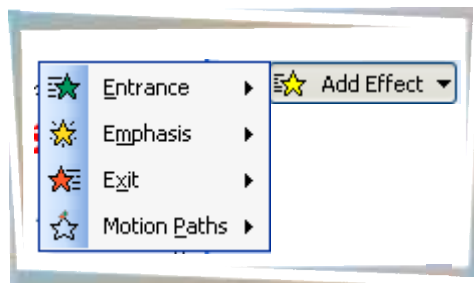 Add Effect
Entrance
Emphasis
Exit
Motion Paths